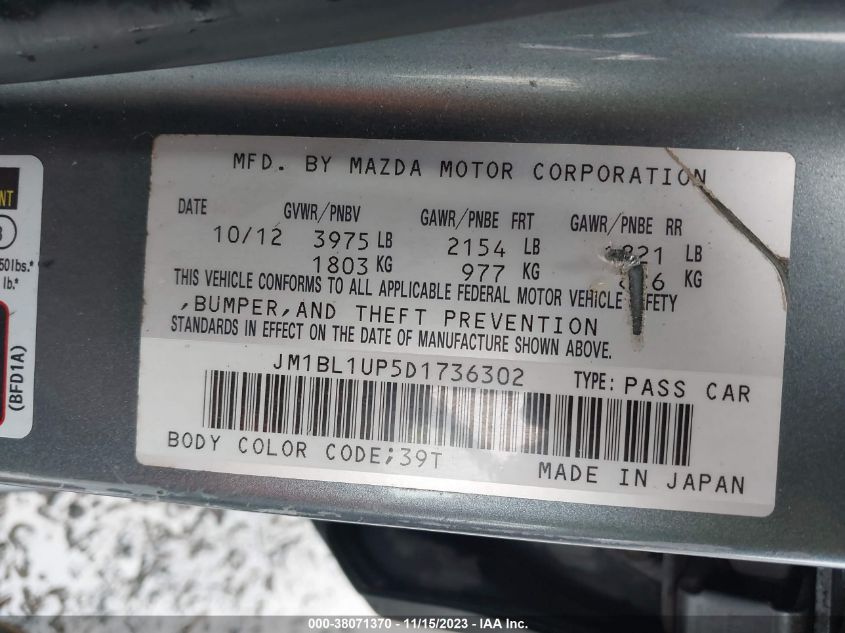 MFD. BY MAZDA MOTOR CORPORATION
DATE GVWR/PNBV GAWR/PNBE FRT GAWR/PNBE RR
10/12 3975 LB 2154 LB LB
1803 KG 977 KG KG
THIS VEHICLE CONFORMS TO ALL APPLICABLE FEDERAL MOTOR VEHICLE
,BUMPER,AND THEFT PREVENTION
STANDARDS IN EFFECT ON THE DATE OF MANUFACTURE SHOWN ABOVE.
JM1BL1UP5D1736302 TYPE: PASS CAR
BODY COLOR CODE;39T
MADE IN JAPAN
50lbs.*
lb.*
(BFD1A)
000-38071370 - 11/15/2023 - IAA Inc.